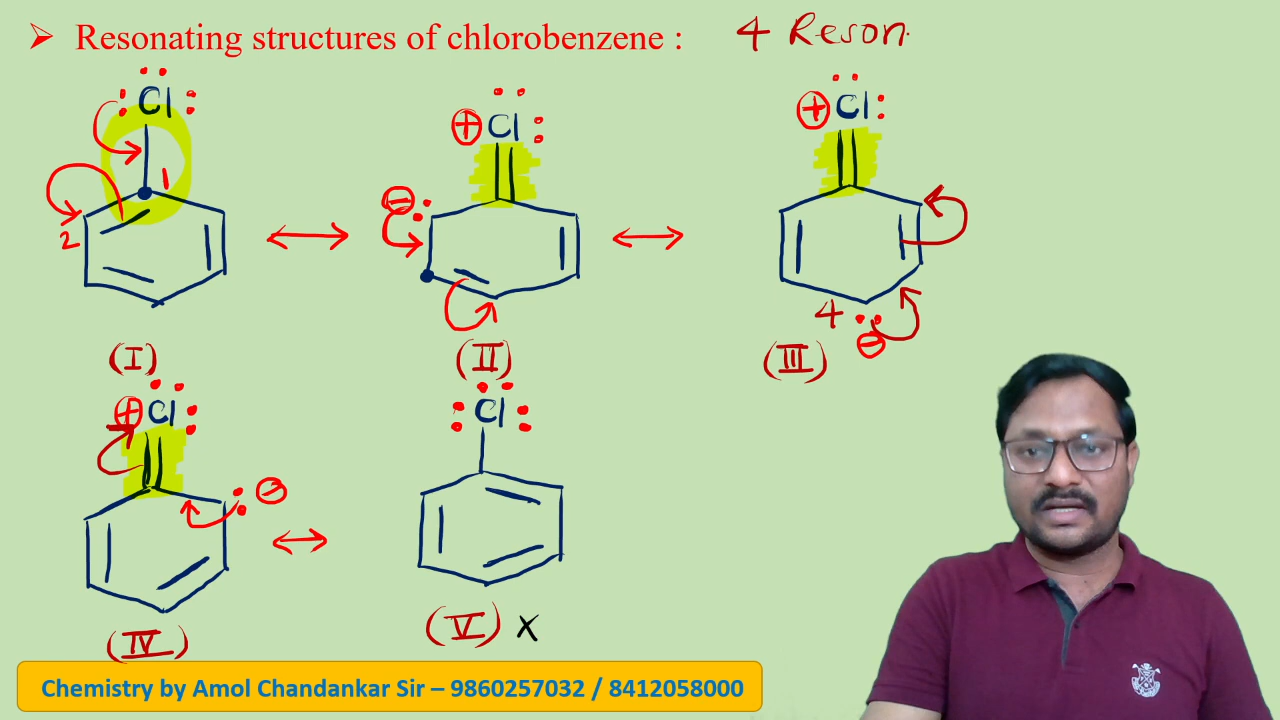 ➤ Resonating structures of chlorobenzene : 4 Reson.
Cl
1
2
(I)
⊕ Cl
⊖
(II)
⊕ Cl
4
⊖
(III)
⊕ Cl
⊖
(IV)
Cl
(V) x
Chemistry by Amol Chandankar Sir – 9860257032 / 8412058000